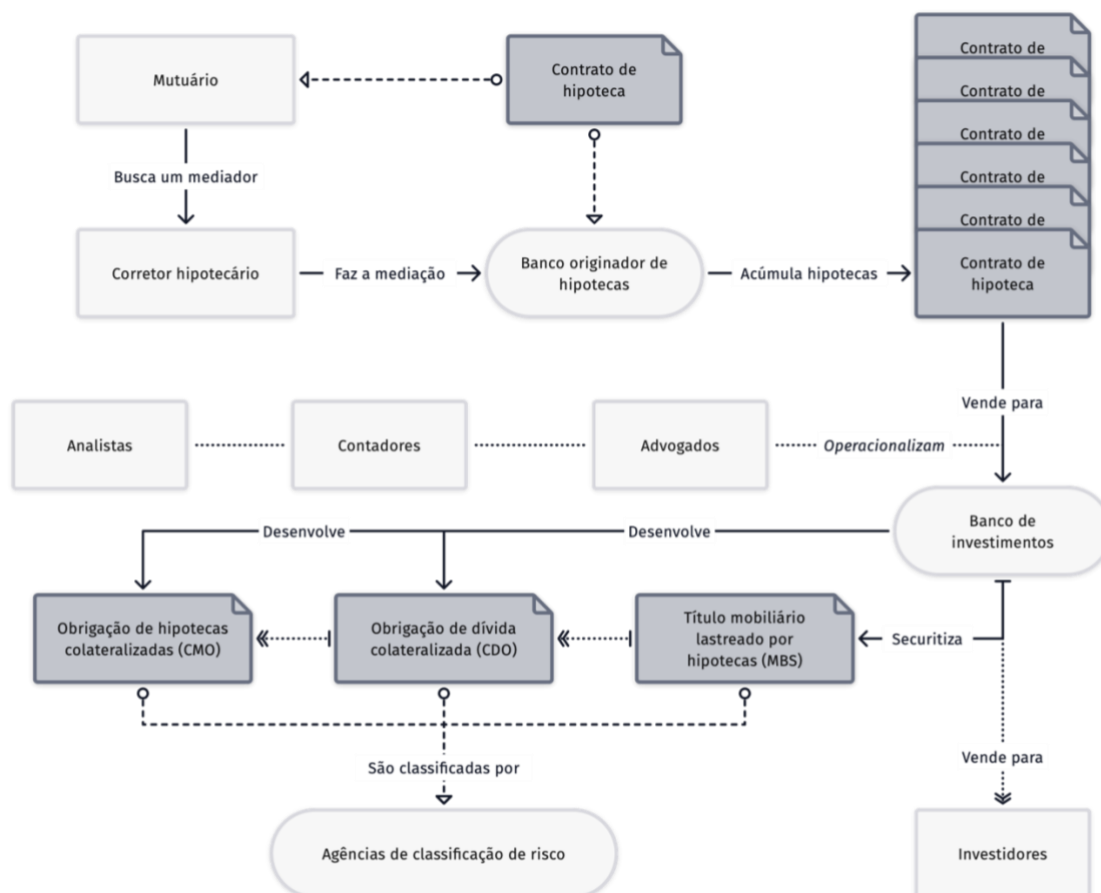 Contrato de
Contrato de
Contrato de
Contrato de
Contrato de
Contrato de
hipoteca
Mutuário
Contrato de
hipoteca
Busca um mediador
Corretor hipotecário
Faz a mediação
Banco originador de
hipotecas
Acúmula hipotecas
Vende para
Analistas
Contadores
Advogados
Operacionalizam
Banco de
investimentos
Desenvolve
Desenvolve
Obrigação de hipotecas
colateralizadas (CMO)
Obrigação de dívida
colateralizada (CDO)
Título mobiliário
lastreado por
hipotecas (MBS)
Securitiza
Vende para
São classificadas por
Agências de classificação de risco
Investidores